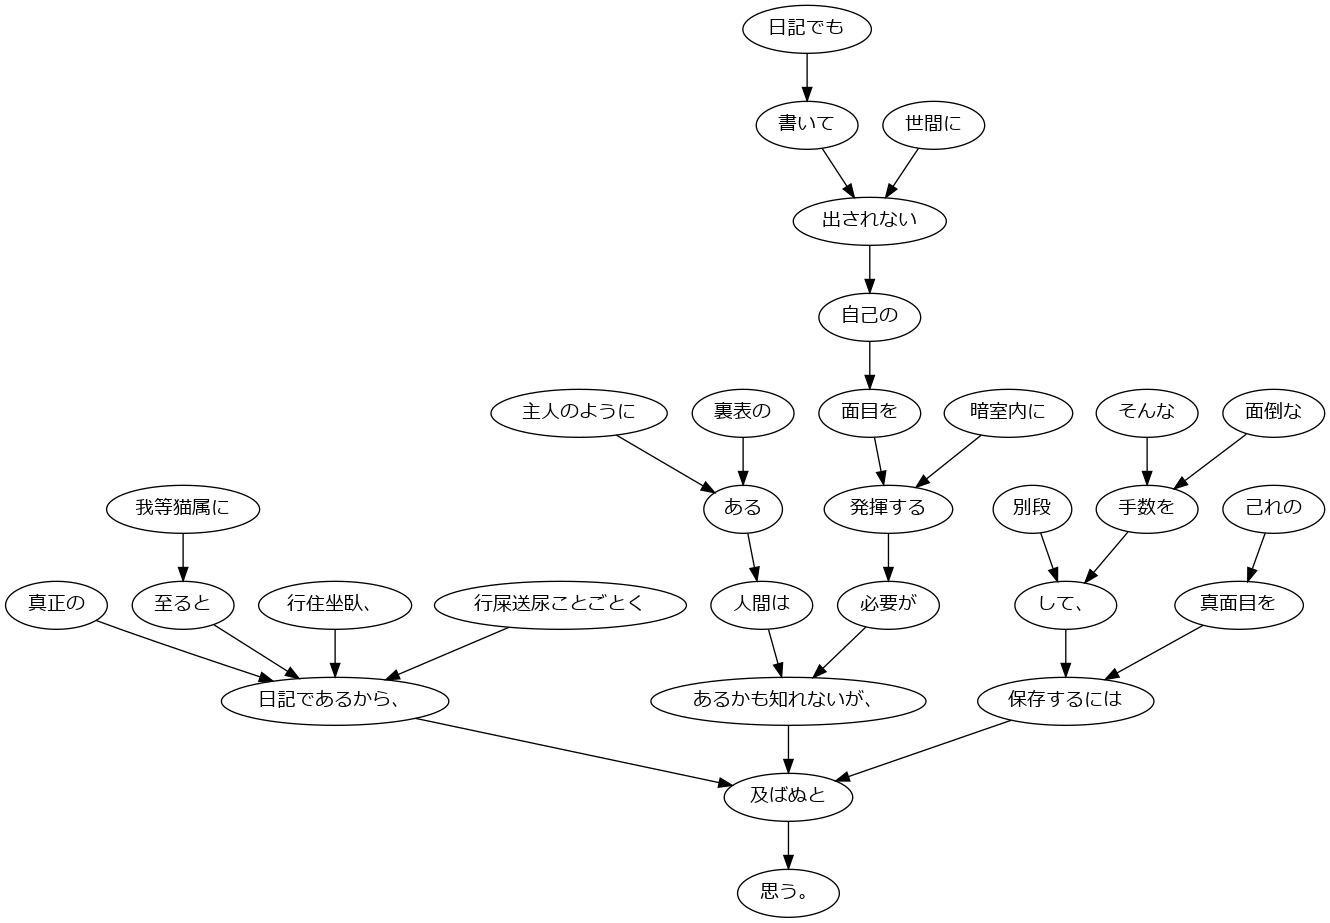 日記でも
書いて
世間に
出されない
自己の
主人のように
裏表の
面目を
暗室内に
そんな
面倒な
我等猫属に
ある
発揮する
別段
手数を
己れの
真正の
至ると
行住坐臥、
行屎送尿ことごとく
人間は
必要が
して、
真面目を
日記であるから、
あるかも知れないが、
保存するには
及ばぬと
思う。